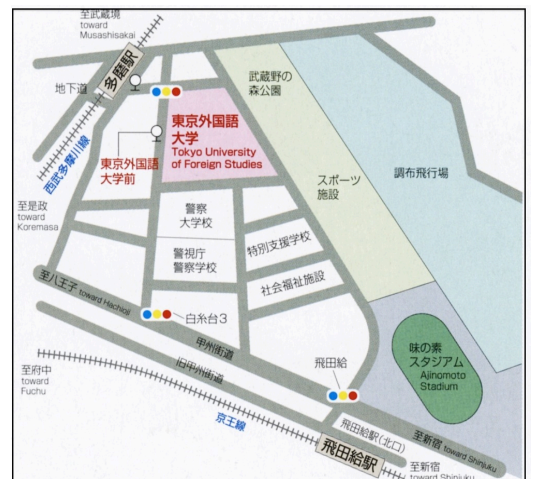 至武蔵境
toward
Musashisakai
多磨駅
地下道
西武多摩川線
至是政
toward
Koremasa
東京外国語
大学前
東京外国語
大学
Tokyo University
of Foreign Studies
武蔵野の
森公園
スポーツ
施設
調布飛行場
警察
大学校
警視庁
警察学校
特別支援学校
社会福祉施設
至八王子 toward Hachioji
白糸台3
甲州街道
旧甲州街道
飛田給
味の素
スタジアム
Ajinomoto
Stadium
至府中
toward
Fuchu
京王線
飛田給駅(北口)
飛田給駅
至新宿 toward Shinjuku
至新宿
toward Shinjuku